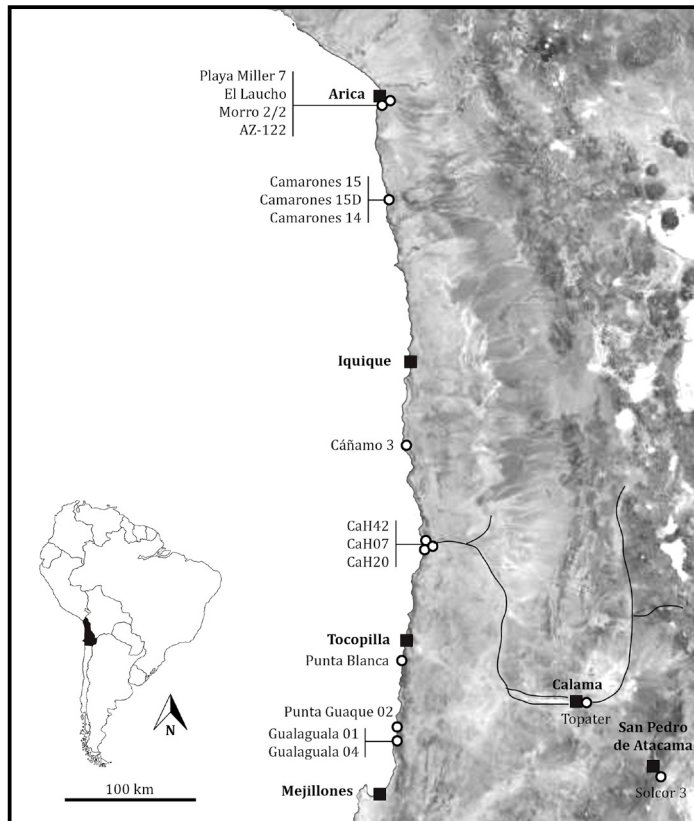 Playa Miller 7
El Laucho
Morro 2/2
AZ-122
Arica
Camarones 15
Camarones 15D
Camarones 14
Iquique
Cáñamo 3
CaH42
CaH07
CaH20
Tocopilla
Punta Blanca
Calama
Topater
Punta Guaque 02
Gualaguala 01
Gualaguala 04
San Pedro
de Atacama
Solcor 3
Mejillones
N
100 km